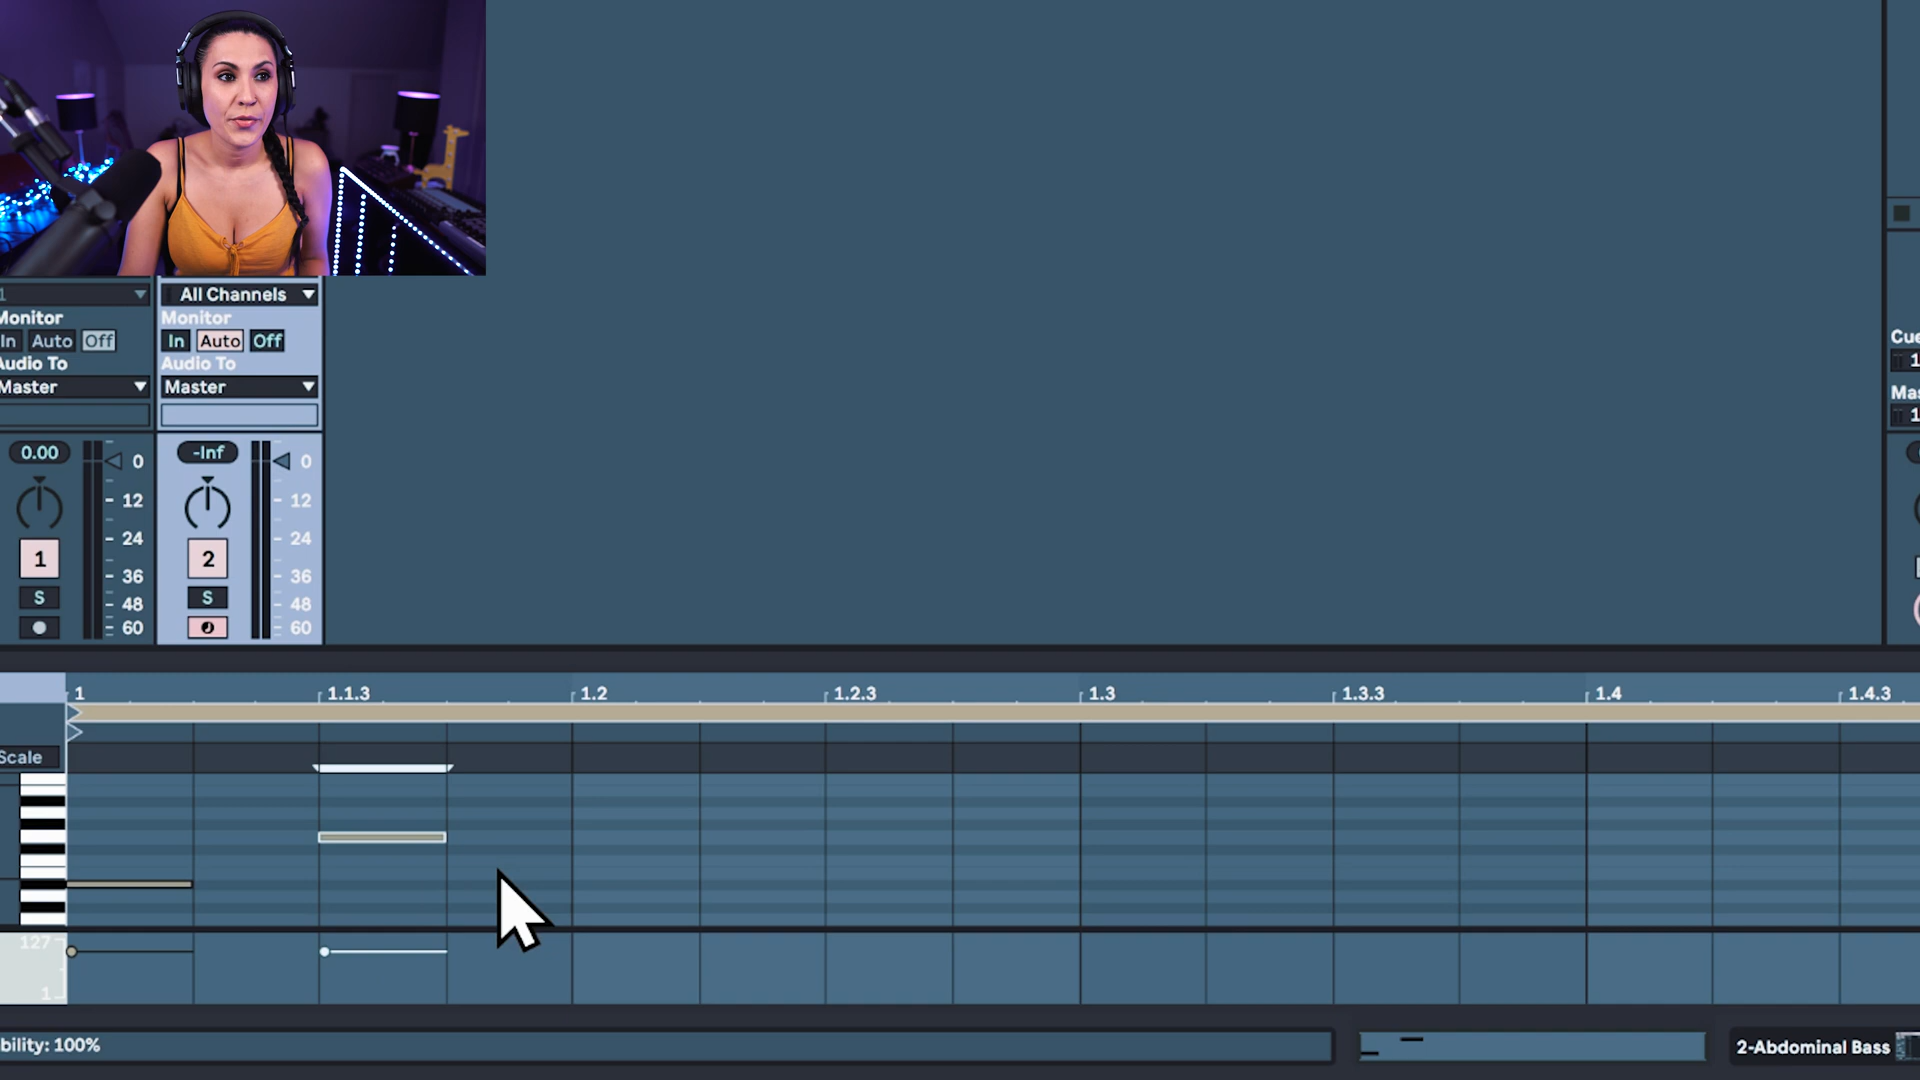 1
All Channels
Monitor
Monitor
In Auto Off
In Auto Off
Audio To
Audio To
Master
Master
Cue
1
Mas
1
0.00
0
12
24
36
48
60
1
S
-Inf
0
12
24
36
48
60
2
S
1 1.1.3 1.2 1.2.3 1.3 1.3.3 1.4 1.4.3
Scale
127
1
bility: 100%
2-Abdominal Bass